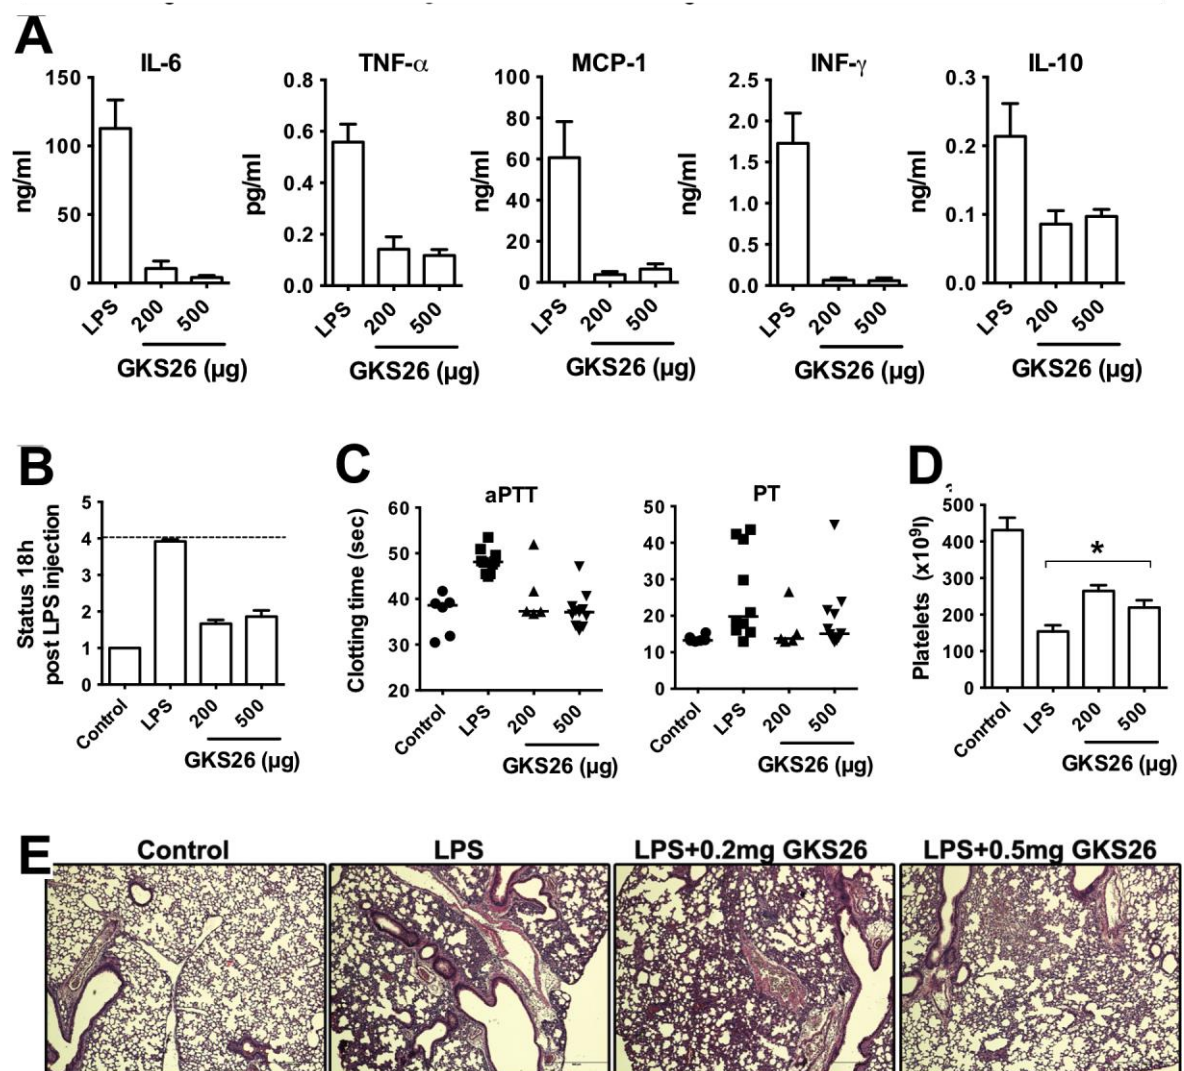 A
IL-6
TNF-α
MCP-1
INF-γ
IL-10
ng/ml
150
100
50
0
LPS
200
500
GKS26 (μg)
pg/ml
0.8
0.6
0.4
0.2
0.0
LPS
200
500
GKS26 (μg)
ng/ml
100
80
60
40
20
0
LPS
200
500
GKS26 (μg)
ng/ml
2.5
2.0
1.5
1.0
0.5
0.0
LPS
200
500
GKS26 (μg)
ng/ml
0.3
0.2
0.1
0.0
LPS
200
500
GKS26 (μg)
B
Status 18h
post LPS injection
5
4
3
2
1
0
Control
LPS
200
500
GKS26 (μg)
C
aPTT
Clotting time (sec)
60
50
40
30
20
Control
LPS
200
500
GKS26 (μg)
PT
50
40
30
20
10
0
Control
LPS
200
500
GKS26 (μg)
D
Platelets (x10⁹l)
500
400
300
200
100
0
*
Control
LPS
200
500
GKS26 (μg)
E
Control
LPS
LPS+0.2mg GKS26
LPS+0.5mg GKS26